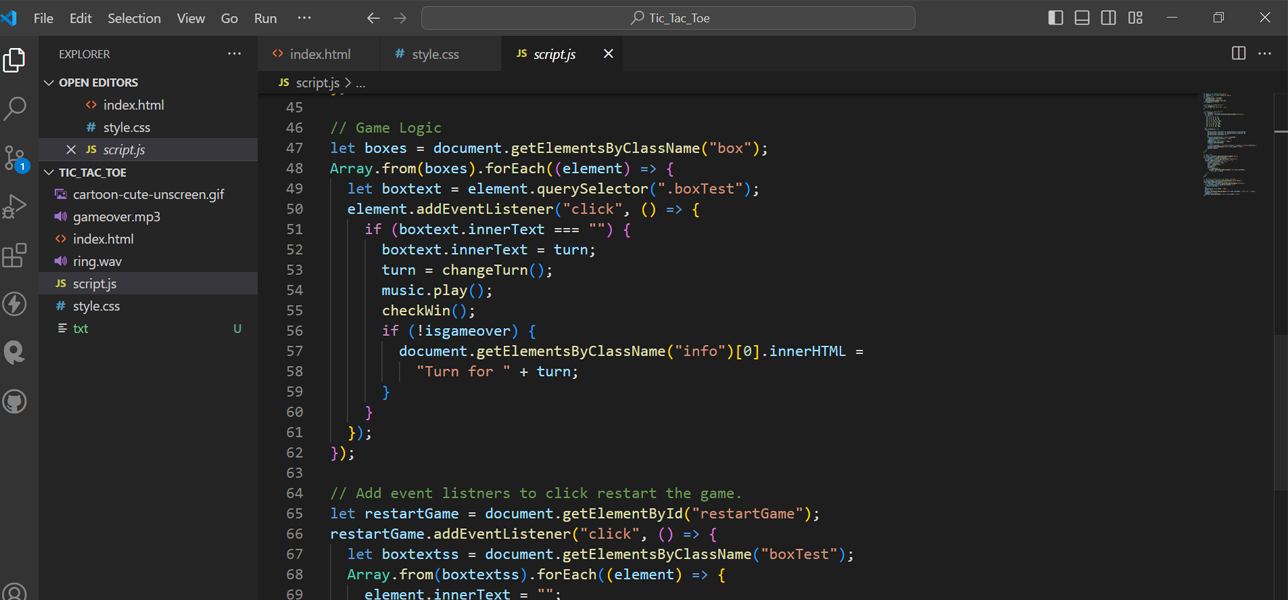 File Edit Selection View Go Run ··· Tic_Tac_Toe
EXPLORER ···
OPEN EDITORS
index.html
style.css
JS script.js
TIC_TAC_TOE
cartoon-cute-unscreen.gif
gameover.mp3
index.html
ring.wav
JS script.js
# style.css
txt U
1
<> index.html # style.css JS script.js
JS script.js > ...
45
46 // Game Logic
47 let boxes = document.getElementsByClassName("box");
48 Array.from(boxes).forEach((element) => {
49 let boxtext = element.querySelector(".boxTest");
50 element.addEventListener("click", () => {
51 if (boxtext.innerText === "") {
52 boxtext.innerText = turn;
53 turn = changeTurn();
54 music.play();
55 checkWin();
56 if (!isgameover) {
57 document.getElementsByClassName("info")[0].innerHTML =
58 "Turn for " + turn;
59 }
60 }
61 });
62 });
63
64 // Add event listners to click restart the game.
65 let restartGame = document.getElementById("restartGame");
66 restartGame.addEventListener("click", () => {
67 let boxtextss = document.getElementsByClassName("boxTest");
68 Array.from(boxtextss).forEach((element) => {
69 element.innerText = "";